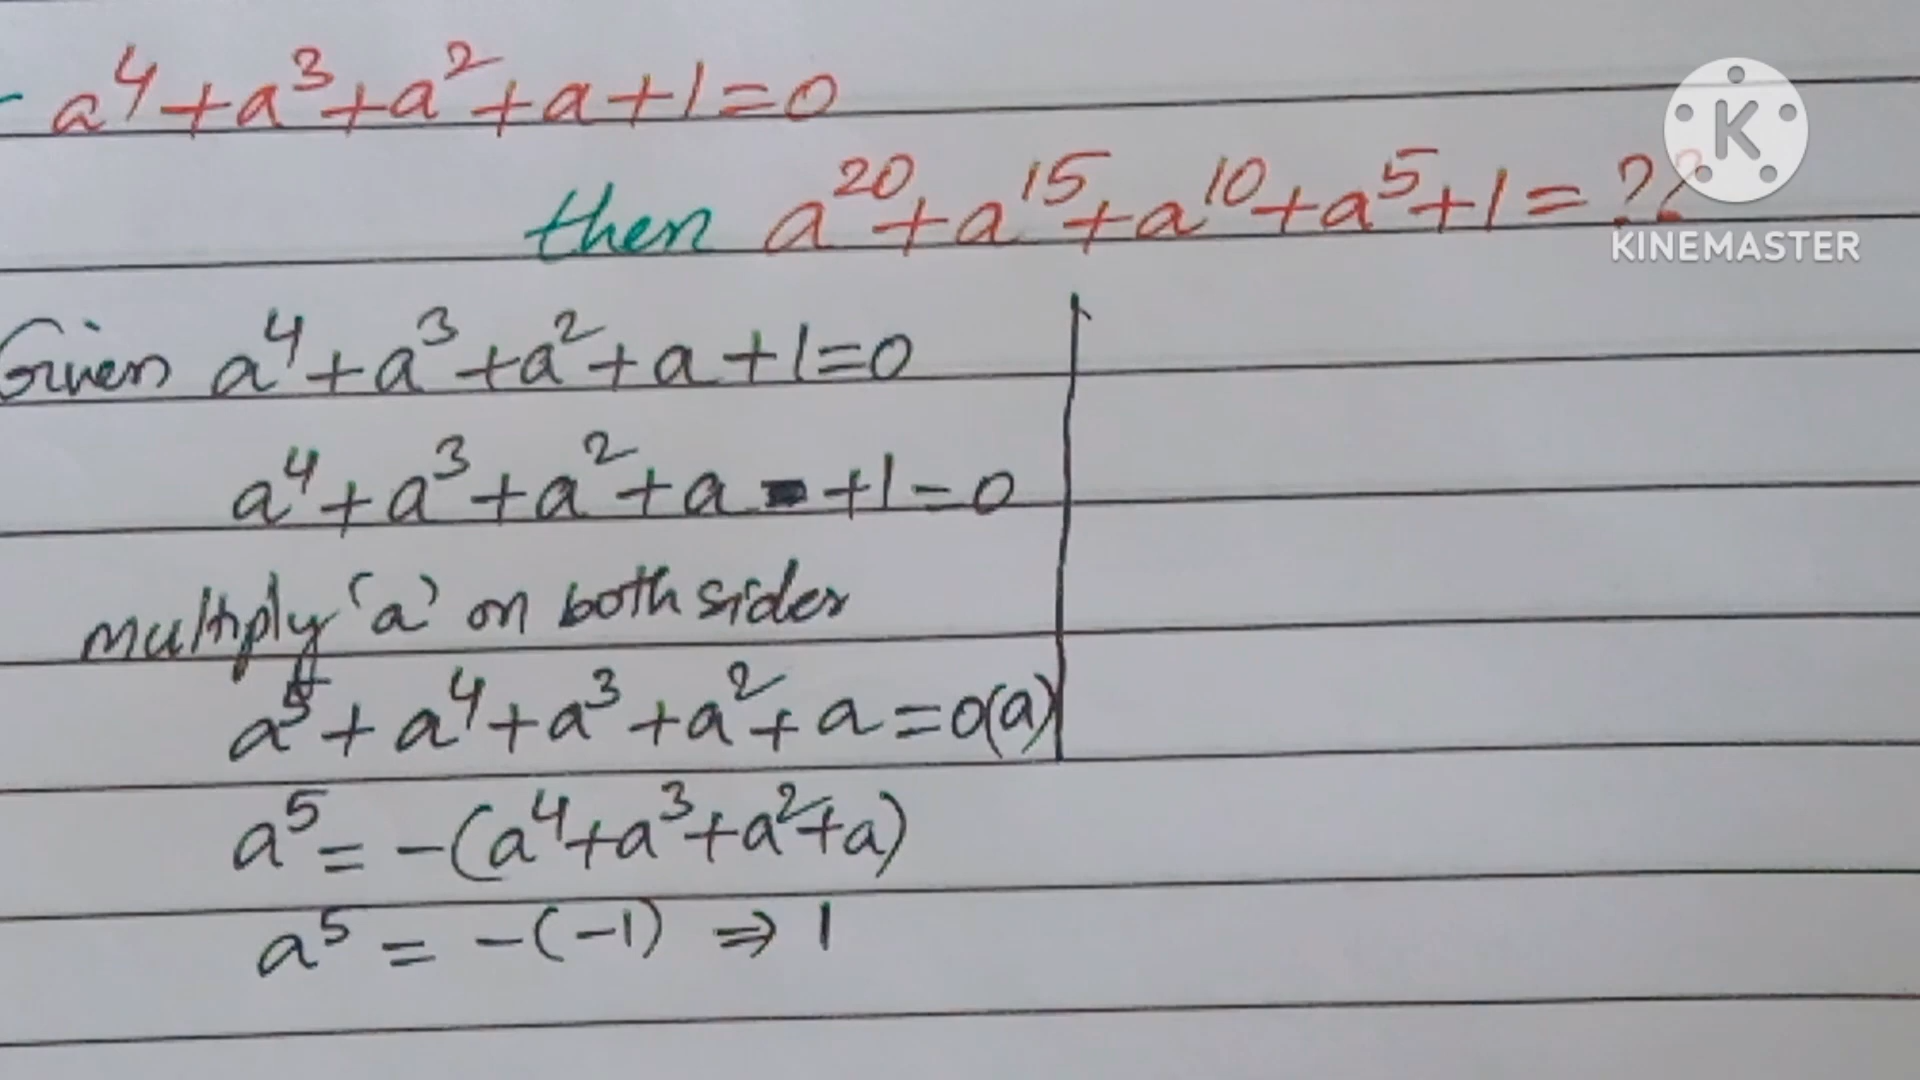 a⁴+a³+a²+a+1=0
then a²⁰+a¹⁵+a¹⁰+a⁵+1=??
KINEMASTER
Given a⁴+a³+a²+a+1=0
a⁴+a³+a²+a +1=0
multiply 'a' on both sides
a⁵+a⁴+a³+a²+a=0(a)
a⁵=-(a⁴+a³+a²+a)
a⁵=-(-1)⇒1